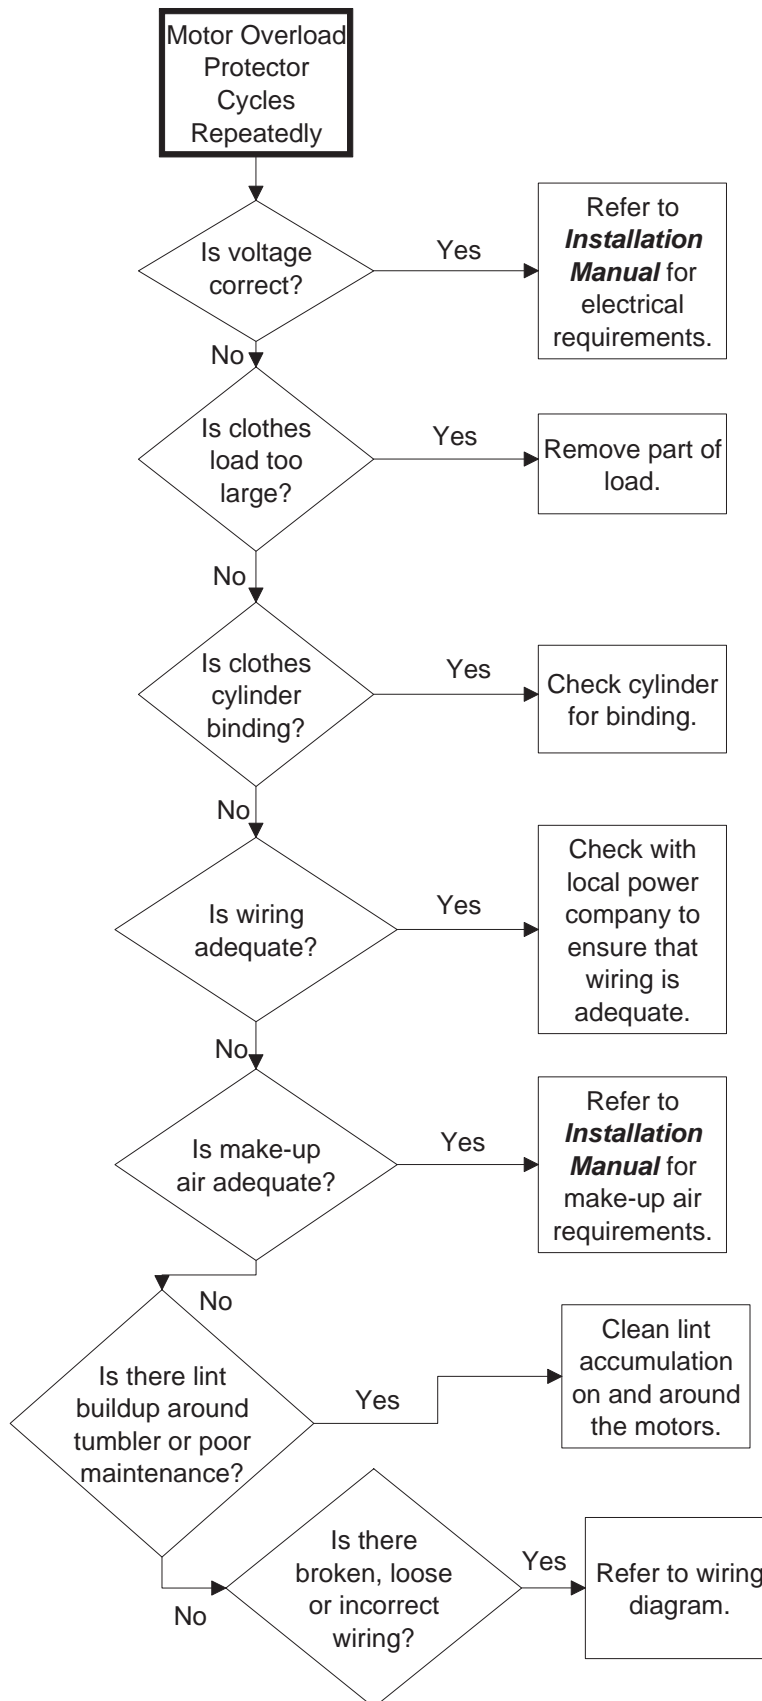 Motor Overload
Protector
Cycles
Repeatedly
Is voltage
correct?
Yes
Refer to
Installation
Manual for
electrical
requirements.
No
Is clothes
load too
large?
Yes
Remove part of
load.
No
Is clothes
cylinder
binding?
Yes
Check cylinder
for binding.
No
Is wiring
adequate?
Yes
Check with
local power
company to
ensure that
wiring is
adequate.
No
Is make-up
air adequate?
Yes
Refer to
Installation
Manual for
make-up air
requirements.
No
Is there lint
buildup around
tumbler or poor
maintenance?
Yes
Clean lint
accumulation
on and around
the motors.
No
Is there
broken, loose
or incorrect
wiring?
Yes
Refer to wiring
diagram.